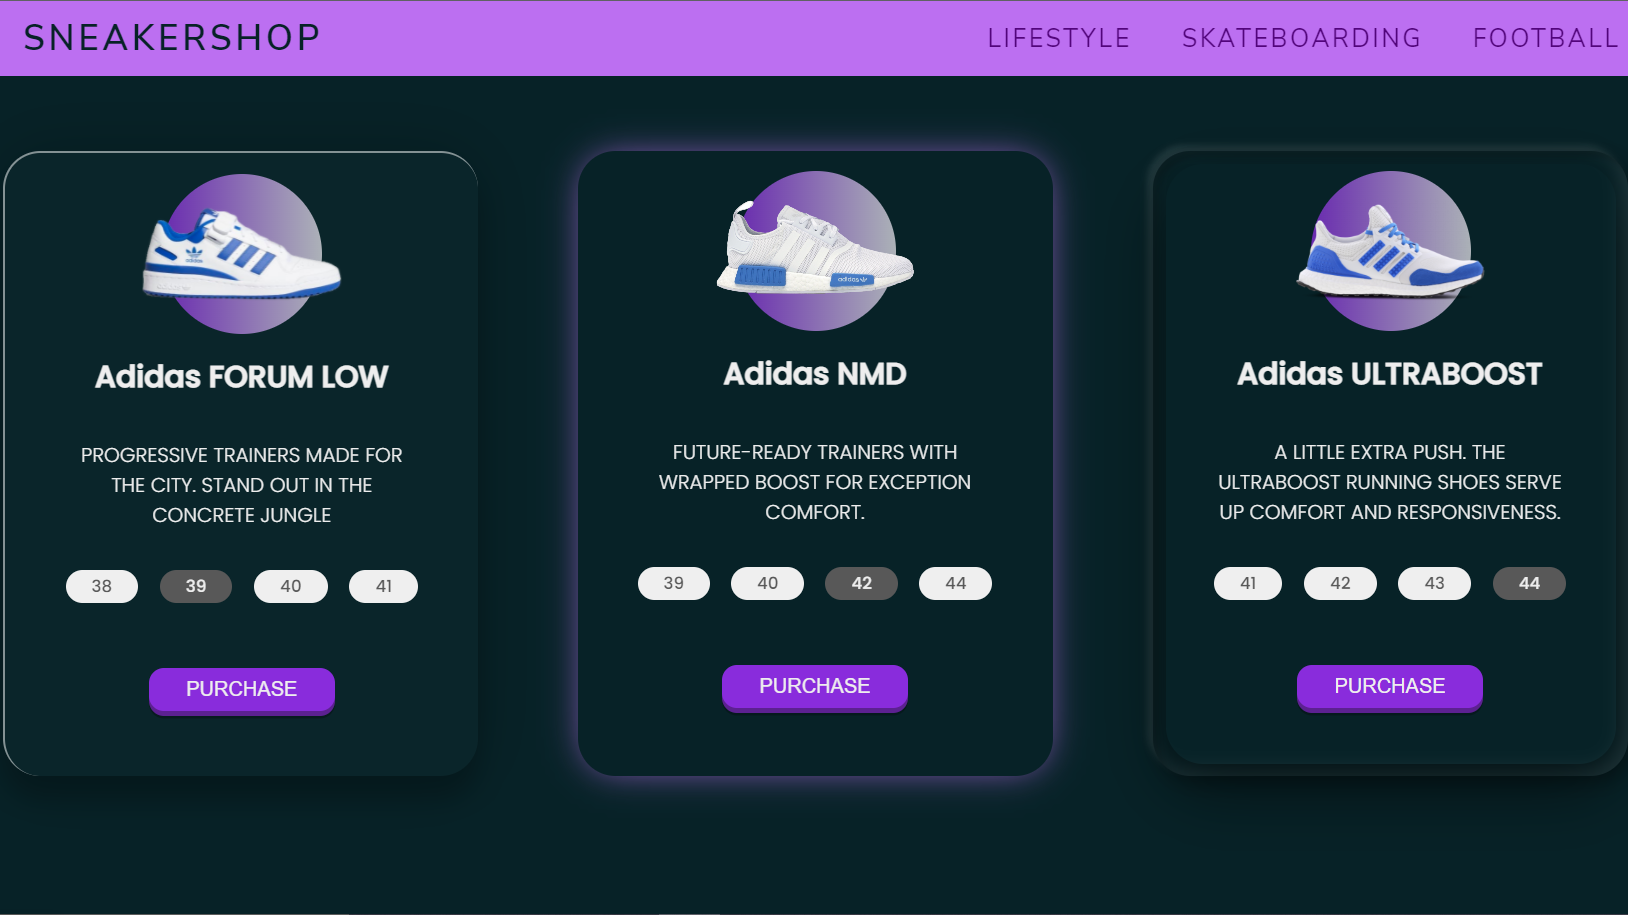 SNEAKERSHOP
LIFESTYLE
SKATEBOARDING
FOOTBALL
Adidas FORUM LOW
PROGRESSIVE TRAINERS MADE FOR
THE CITY. STAND OUT IN THE
CONCRETE JUNGLE
38
39
40
41
PURCHASE
adidas
Adidas NMD
FUTURE-READY TRAINERS WITH
WRAPPED BOOST FOR EXCEPTION
COMFORT.
39
40
42
44
PURCHASE
Adidas ULTRABOOST
A LITTLE EXTRA PUSH. THE
ULTRABOOST RUNNING SHOES SERVE
UP COMFORT AND RESPONSIVENESS.
41
42
43
44
PURCHASE